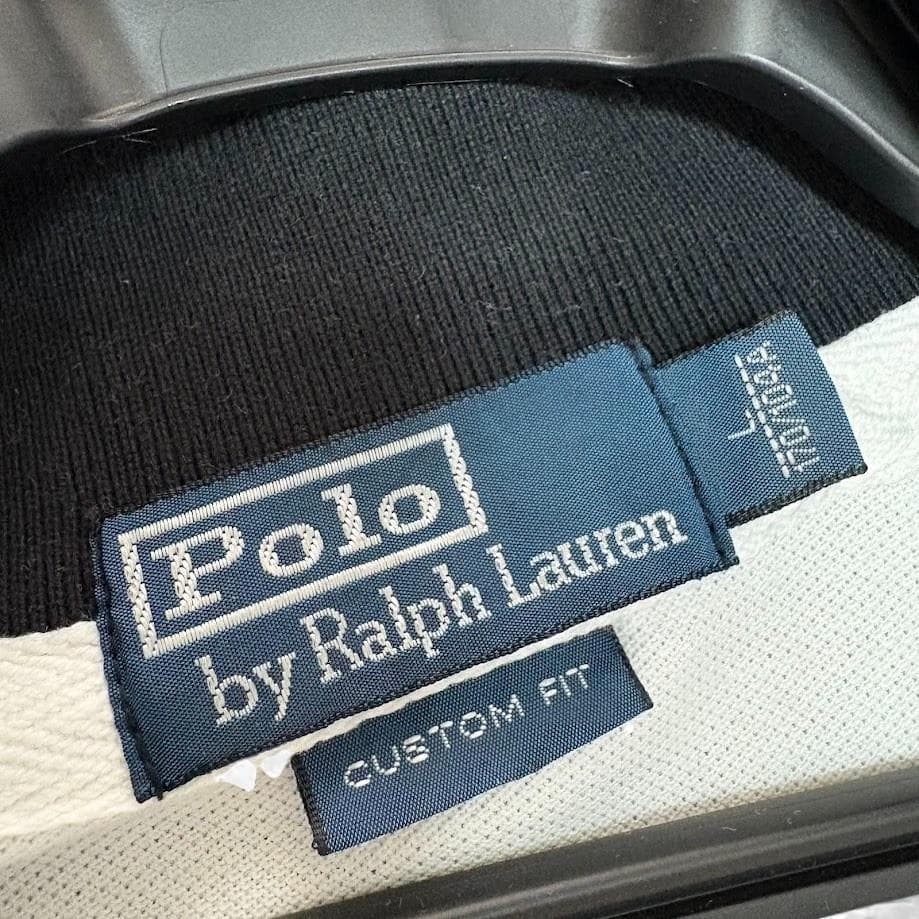 Polo
by Ralph Lauren
L
170/104A
CUSTOM FIT